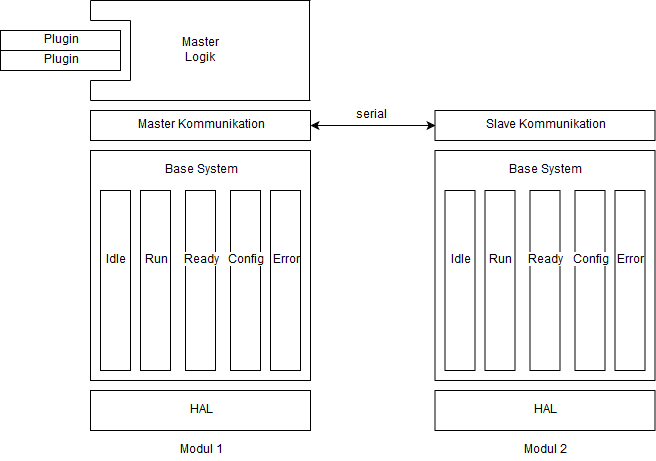 Plugin
Plugin
Master
Logik
Master Kommunikation
serial
Slave Kommunikation
Base System
Idle
Run
Ready
Config
Error
Base System
Idle
Run
Ready
Config
Error
HAL
HAL
Modul 1
Modul 2